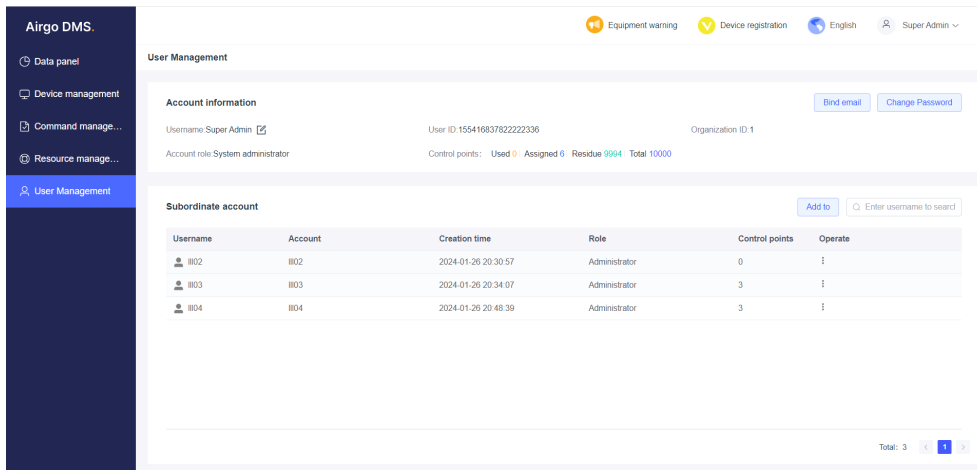 Airgo DMS.
Equipment warning Device registration English Super Admin
Data panel
Device management
Command manage...
Resource manage...
User Management
User Management
Account information Bind email Change Password
Username:Super Admin User ID:155416837822222336 Organization ID:1
Account role:System administrator Control points: Used 0 Assigned 6 Residue 9994 Total 10000
Subordinate account Add to Enter username to search
Username Account Creation time Role Control points Operate
lll02 lll02 2024-01-26 20:30:57 Administrator 0
lll03 lll03 2024-01-26 20:34:07 Administrator 3
lll04 lll04 2024-01-26 20:48:39 Administrator 3
Total: 3 < 1 >